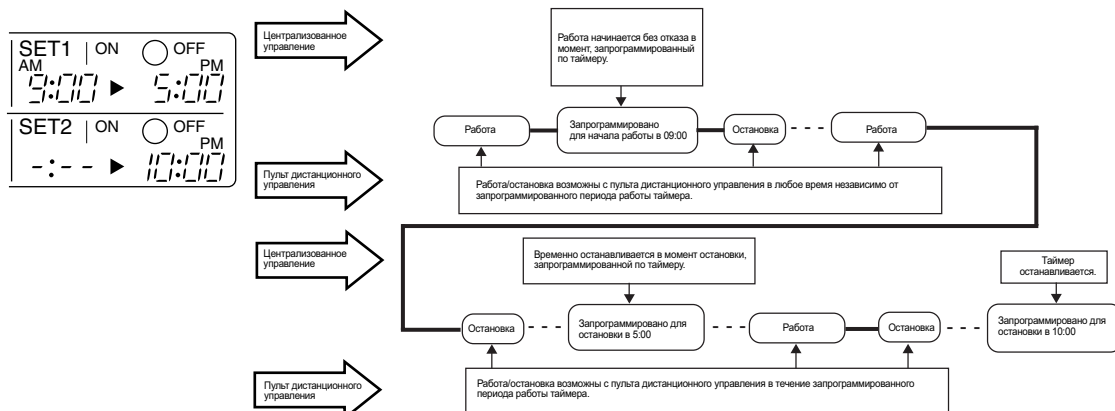 SET1 ON OFF
AM PM
9:00 ▶ 5:00
SET2 ON OFF
PM
-:-- ▶ 10:00
Централизованное
управление
Работа начинается без отказа в
момент, запрограммированный
по таймеру.
Работа
Запрограммировано
для начала работы в 09:00
Остановка
Работа
Пульт дистанционного
управления
Работа/остановка возможны с пульта дистанционного управления в любое время независимо от
запрограммированного периода работы таймера.
Централизованное
управление
Временно останавливается в момент остановки,
запрограммированной по таймеру.
Таймер
останавливается.
Остановка
Запрограммировано для
остановки в 5:00
Работа
Остановка
Запрограммировано для
остановки в 10:00
Пульт дистанционного
управления
Работа/остановка возможны с пульта дистанционного управления в течение запрограммированного
периода работы таймера.